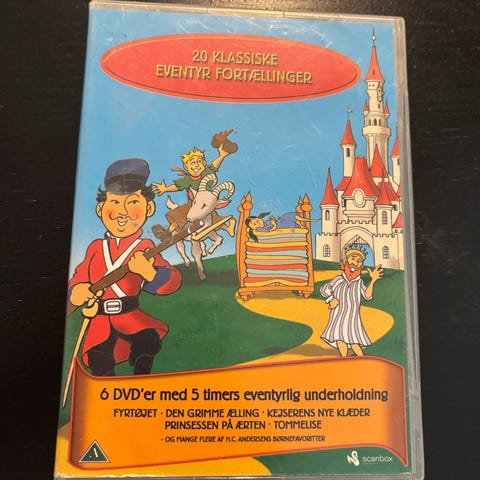 20 KLASSISKE
EVENTYR FORTÆLLINGER
6 DVD'er med 5 timers eventyrlig underholdning
FYRTØJET · DEN GRIMME ÆLLING · KEJSERENS NYE KLÆDER
PRINSESSEN PÅ ÆRTEN · TOMMELISE
- OG MANGE FLERE AF H.C. ANDERSENS BØRNEFAVORITTER
A
scanbox